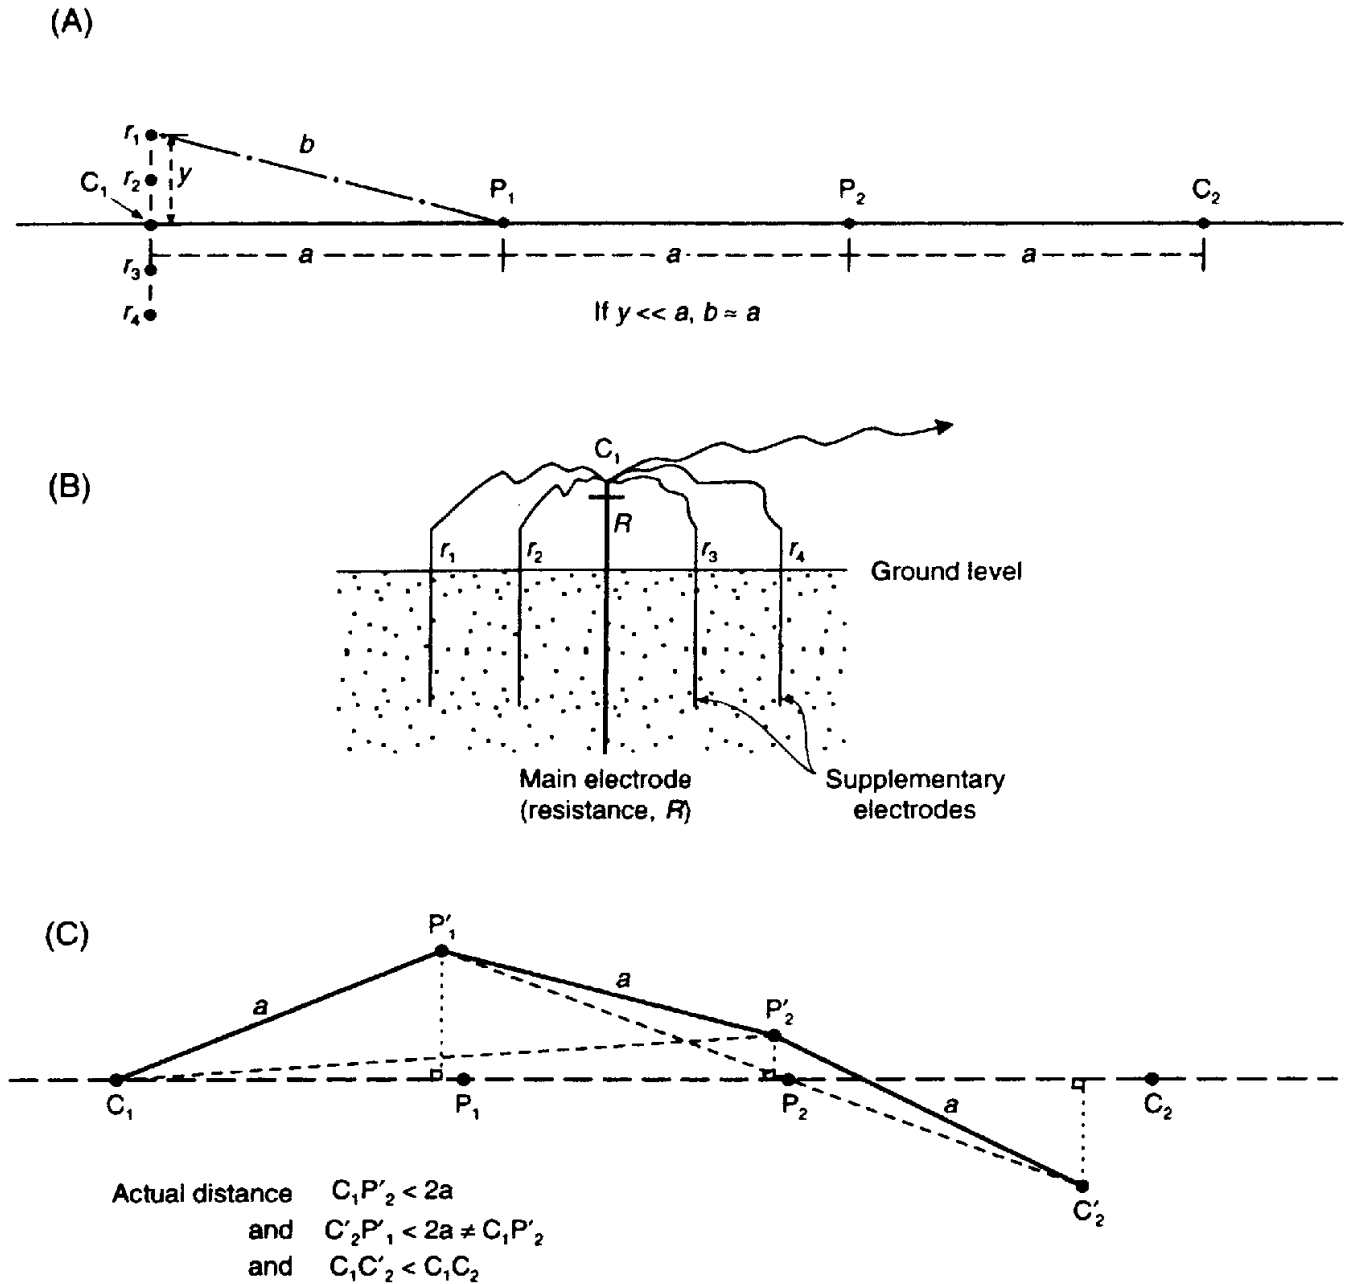 (A)
r₁
b
C₁
r₂
y
P₁
P₂
C₂
r₃
a
a
a
r₄
If y << a, b ≈ a
(B)
C₁
R
r₁
r₂
r₃
r₄
Ground level
Main electrode
(resistance, R)
Supplementary
electrodes
(C)
P′₁
a
a
P′₂
C₁
P₁
P₂
a
C₂
C′₂
Actual distance C₁P′₂ < 2a
and C′₂P′₁ < 2a ≠ C₁P′₂
and C₁C′₂ < C₁C₂